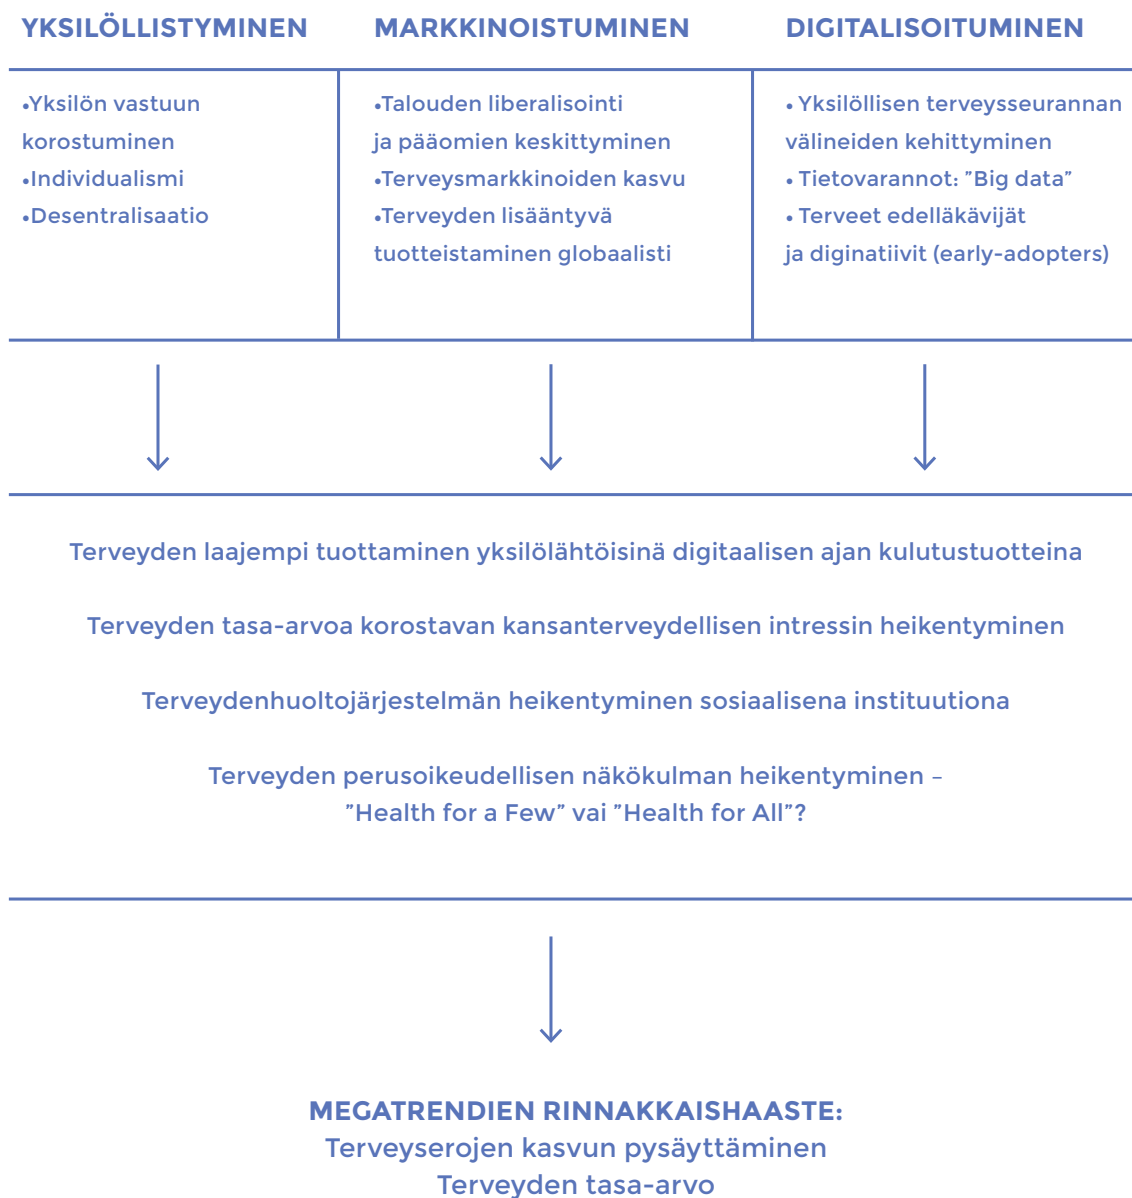 YKSILÖLLISTYMINEN
•Yksilön vastuun
korostuminen
•Individualismi
•Desentralisaatio
MARKKINOISTUMINEN
•Talouden liberalisointi
ja pääomien keskittyminen
•Terveysmarkkinoiden kasvu
•Terveyden lisääntyvä
tuotteistaminen globaalisti
DIGITALISOITUMINEN
• Yksilöllisen terveysseurannan
välineiden kehittyminen
• Tietovarannot: ”Big data”
• Terveet edelläkävijät
ja diginatiivit (early-adopters)
Terveyden laajempi tuottaminen yksilölähtöisinä digitaalisen ajan kulutustuotteina
Terveyden tasa-arvoa korostavan kansanterveydellisen intressin heikentyminen
Terveydenhuoltojärjestelmän heikentyminen sosiaalisena instituutiona
Terveyden perusoikeudellisen näkökulman heikentyminen –
”Health for a Few” vai ”Health for All”?
MEGATRENDIEN RINNAKKAISHAASTE:
Terveyserojen kasvun pysäyttäminen
Terveyden tasa-arvo